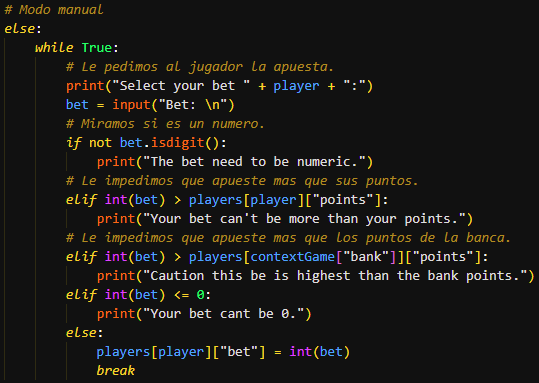 # Modo manual
else:
    while True:
        # Le pedimos al jugador la apuesta.
        print("Select your bet " + player + ":")
        bet = input("Bet: \n")
        # Miramos si es un numero.
        if not bet.isdigit():
            print("The bet need to be numeric.")
        # Le impedimos que apueste mas que sus puntos.
        elif int(bet) > players[player]["points"]:
            print("Your bet can't be more than your points.")
        # Le impedimos que apueste mas que los puntos de la banca.
        elif int(bet) > players[contextGame["bank"]]["points"]:
            print("Caution this be is highest than the bank points.")
        elif int(bet) <= 0:
            print("Your bet cant be 0.")
        else:
            players[player]["bet"] = int(bet)
            break